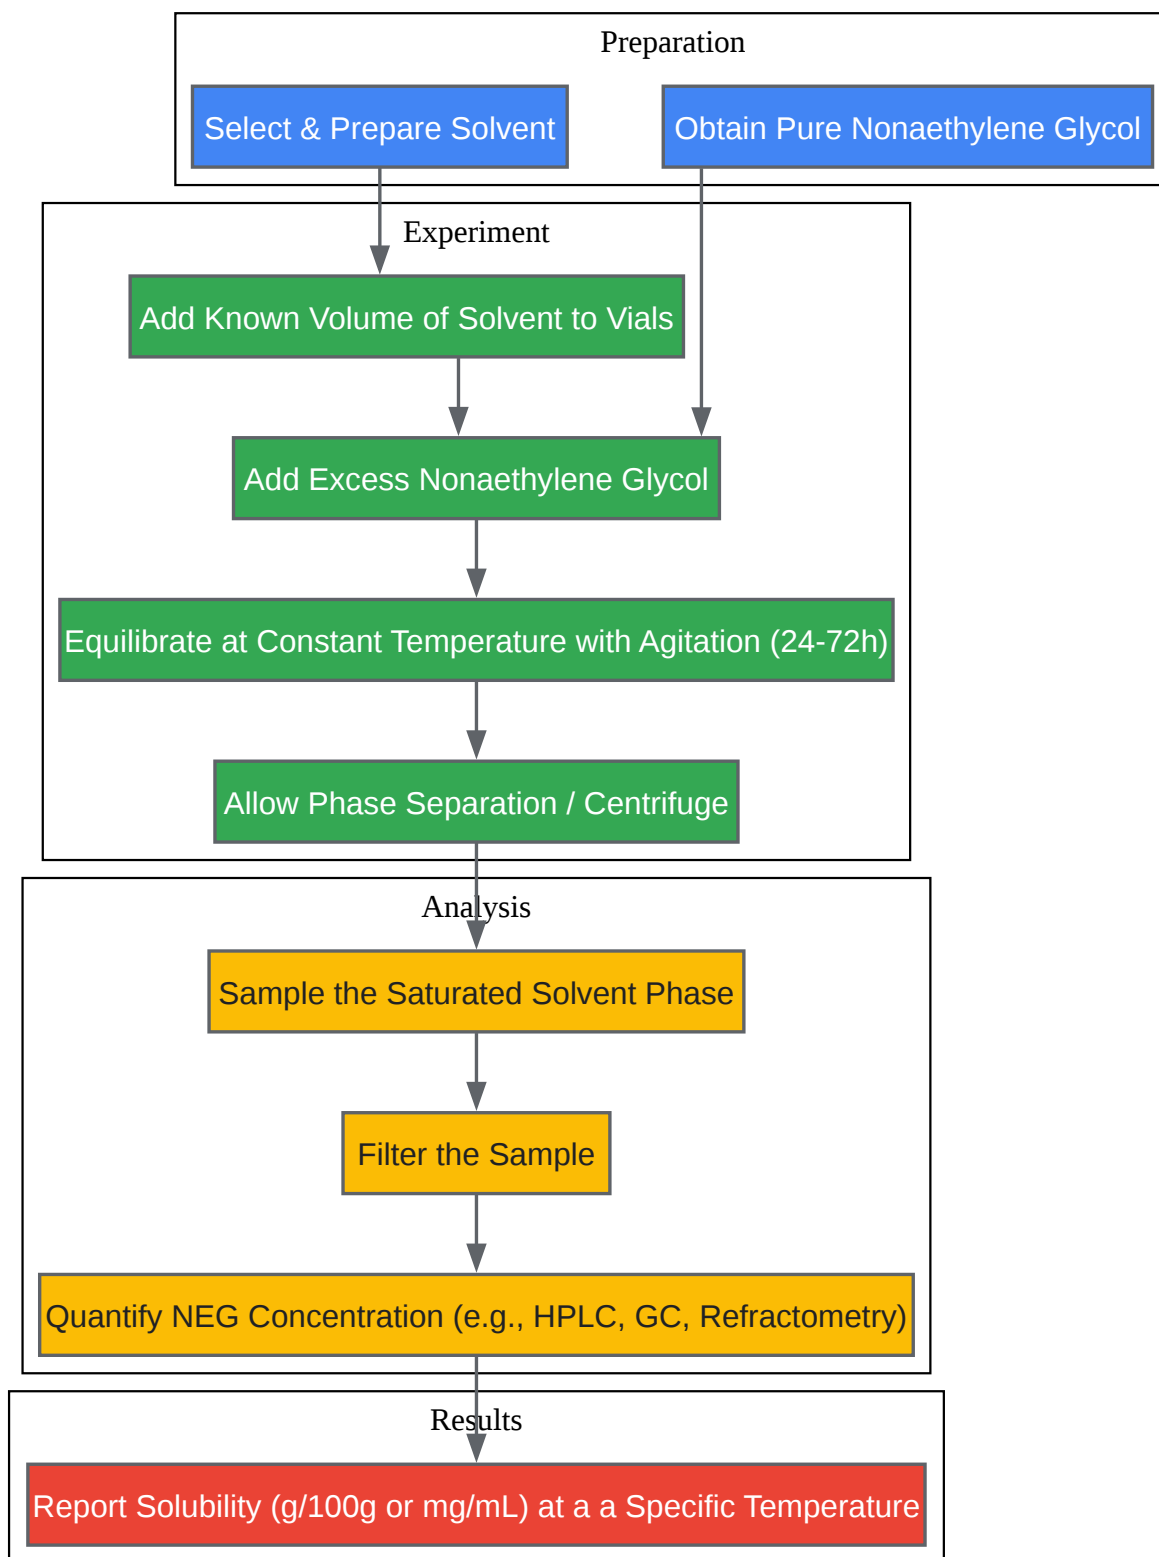 Preparation
Select & Prepare Solvent
Obtain Pure Nonaethylene Glycol
Experiment
Add Known Volume of Solvent to Vials
Add Excess Nonaethylene Glycol
Equilibrate at Constant Temperature with Agitation (24-72h)
Allow Phase Separation / Centrifuge
Analysis
Sample the Saturated Solvent Phase
Filter the Sample
Quantify NEG Concentration (e.g., HPLC, GC, Refractometry)
Results
Report Solubility (g/100g or mg/mL) at a a Specific Temperature